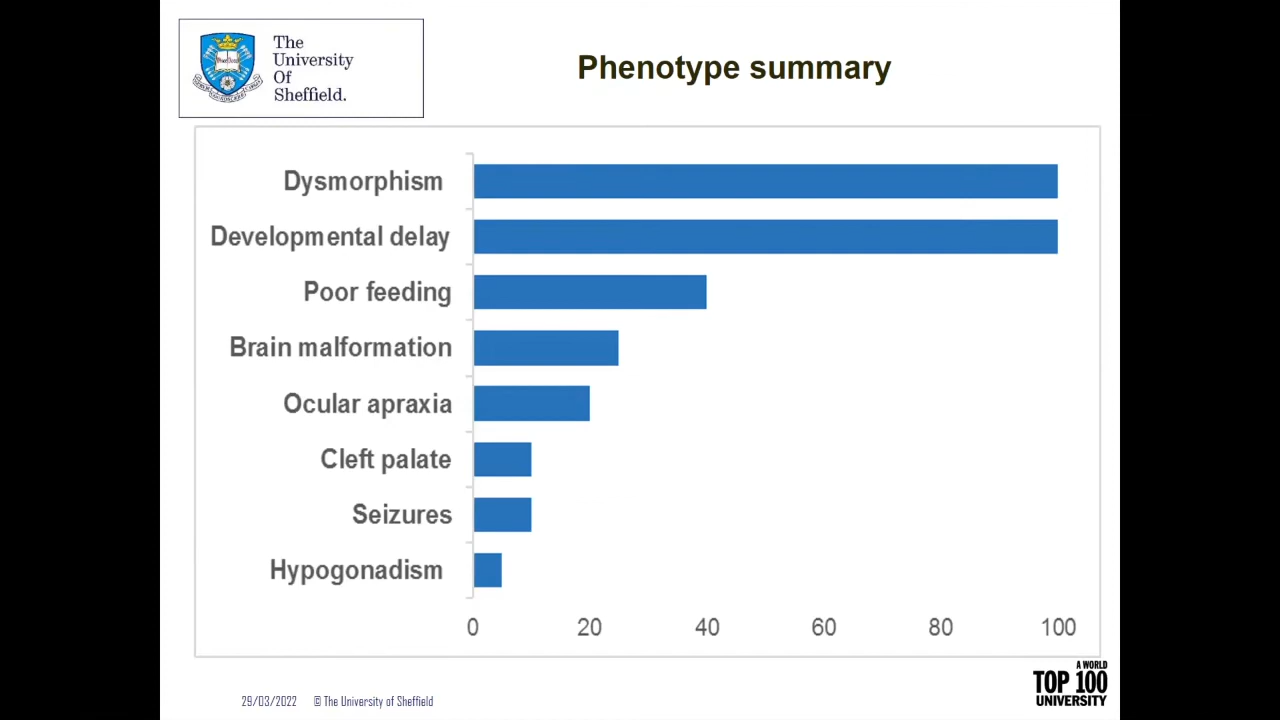 The
University
Of
Sheffield.
Phenotype summary
Dysmorphism
Developmental delay
Poor feeding
Brain malformation
Ocular apraxia
Cleft palate
Seizures
Hypogonadism
0 20 40 60 80 100
29/03/2022 © The University of Sheffield
A WORLD
TOP 100
UNIVERSITY